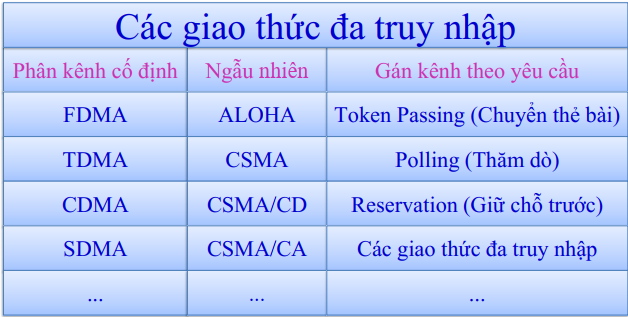 Các giao thức đa truy nhập
Phân kênh cố định Ngẫu nhiên Gán kênh theo yêu cầu
FDMA ALOHA Token Passing (Chuyển thẻ bài)
TDMA CSMA Polling (Thăm dò)
CDMA CSMA/CD Reservation (Giữ chỗ trước)
SDMA CSMA/CA Các giao thức đa truy nhập
... ... ...